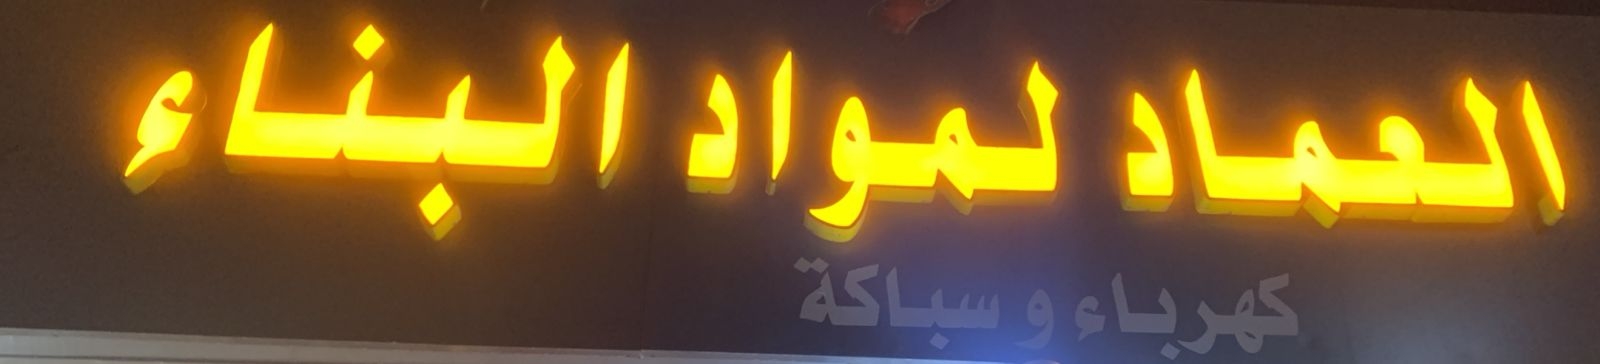 العماد لمواد البناء
كهرباء و سباكة